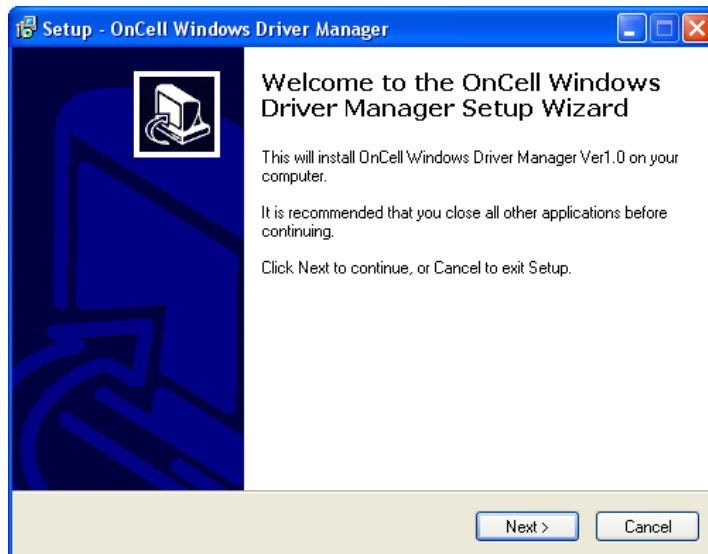 Setup - OnCell Windows Driver Manager
Welcome to the OnCell Windows
Driver Manager Setup Wizard
This will install OnCell Windows Driver Manager Ver1.0 on your
computer.
It is recommended that you close all other applications before
continuing.
Click Next to continue, or Cancel to exit Setup.
Next >
Cancel